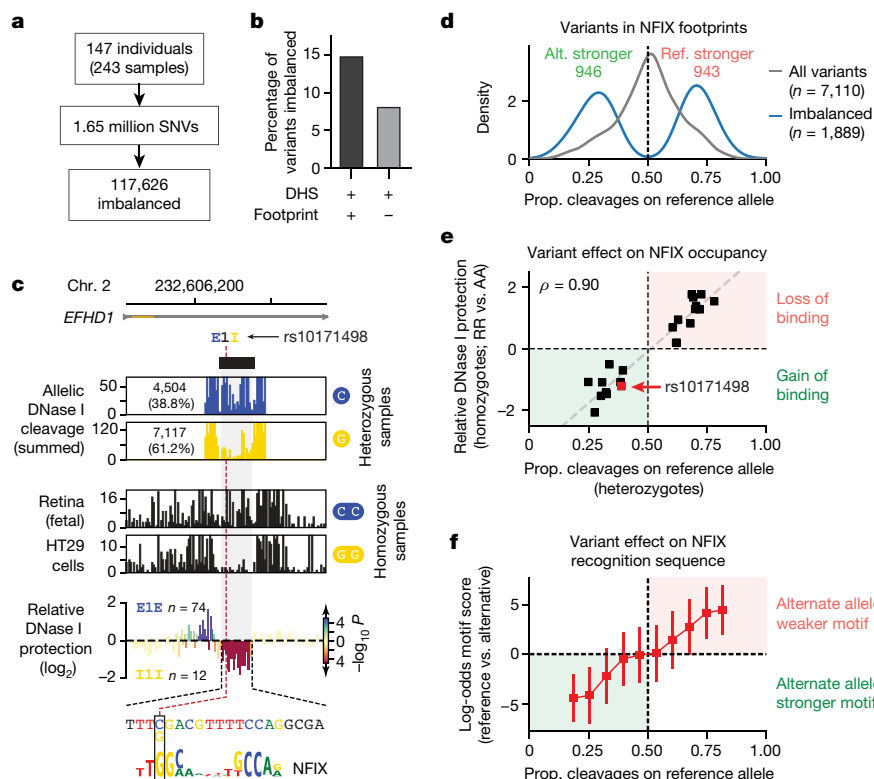 a
147 individuals
(243 samples)
1.65 million SNVs
117,626
imbalanced
b
Percentage of
variants imbalanced
15
10
5
0
DHS + +
Footprint + −
c
Chr. 2 232,606,200
EFHD1
E1I rs10171498
Allelic
DNase I
cleavage
(summed)
50
0
4,504
(38.8%)
C
120
0
7,117
(61.2%)
G
Heterozygous
samples
Retina
(fetal)
16
8
0
C C
HT29
cells
10
0
G G
Homozygous
samples
Relative
DNase I
protection
(log2)
2
0
−2
E1E n = 74
I1I n = 12
4
0
4
−log10 P
TTTCGACGTTTTCCAGGCGA
G
NFIX
d
Variants in NFIX footprints
Alt. stronger
946
Ref. stronger
943
All variants
(n = 7,110)
Imbalanced
(n = 1,889)
Density
2
0
0 0.25 0.50 0.75 1.00
Prop. cleavages on reference allele
e
Variant effect on NFIX occupancy
ρ = 0.90
Relative DNase I protection
(homozygotes; RR vs. AA)
2
0
−2
rs10171498
Loss of
binding
Gain of
binding
0 0.25 0.50 0.75 1.00
Prop. cleavages on reference allele
(heterozygotes)
f
Variant effect on NFIX
recognition sequence
Log-odds motif score
(reference vs. alternative)
5
0
−5
Alternate allel
weaker motif
Alternate allel
stronger moti
0 0.25 0.50 0.75 1.00
Prop. cleavages on reference allele